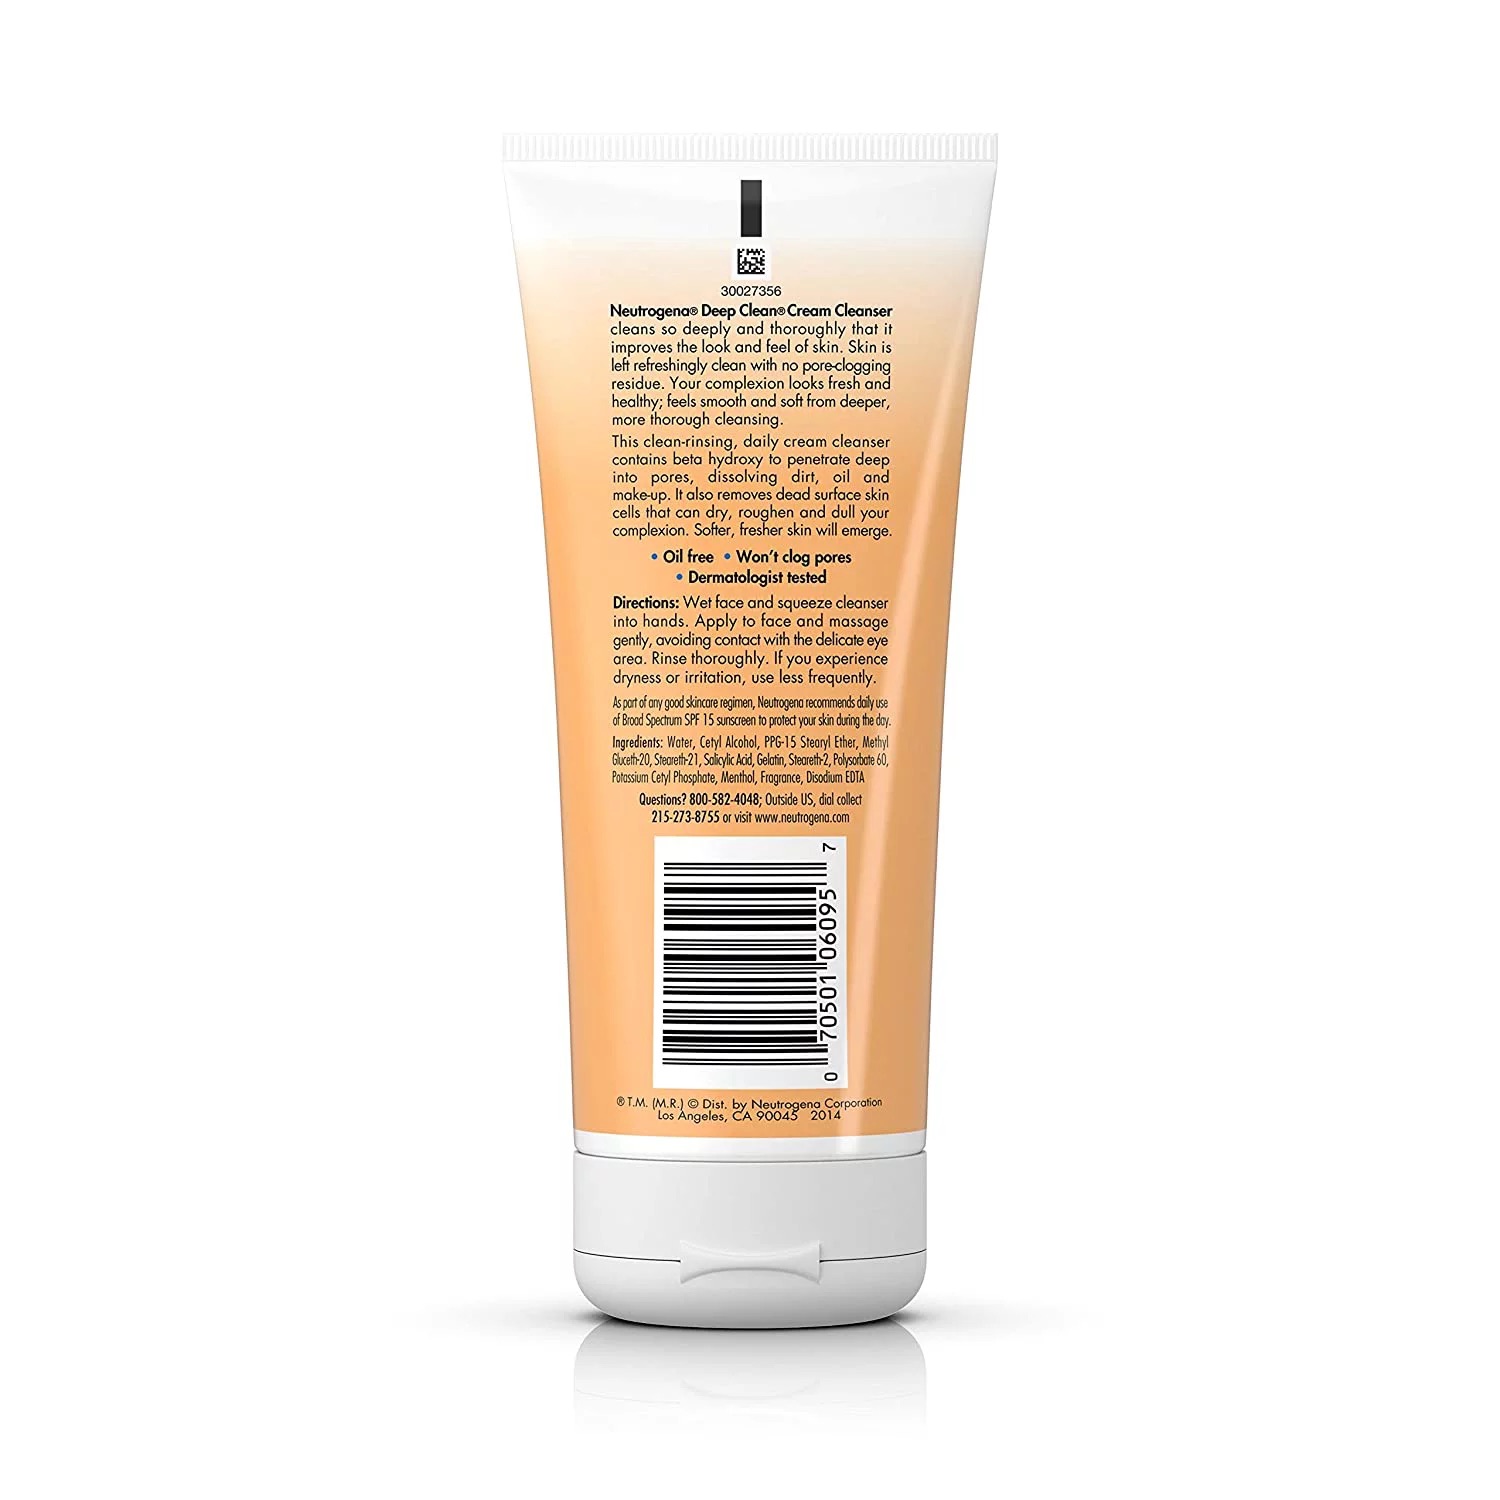 30027356
Neutrogena® Deep Clean® Cream Cleanser
cleans so deeply and thoroughly that it
improves the look and feel of skin. Skin is
left refreshingly clean with no pore-clogging
residue. Your complexion looks fresh and
healthy; feels smooth and soft from deeper,
more thorough cleansing.
This clean-rinsing, daily cream cleanser
contains beta hydroxy to penetrate deep
into pores, dissolving dirt, oil and
make-up. It also removes dead surface skin
cells that can dry, roughen and dull your
complexion. Softer, fresher skin will emerge.
• Oil free • Won't clog pores
• Dermatologist tested
Directions: Wet face and squeeze cleanser
into hands. Apply to face and massage
gently, avoiding contact with the delicate eye
area. Rinse thoroughly. If you experience
dryness or irritation, use less frequently.
As part of any good skincare regimen, Neutrogena recommends daily use
of Broad Spectrum SPF 15 sunscreen to protect your skin during the day.
Ingredients: Water, Cetyl Alcohol, PPG-15 Stearyl Ether, Methyl
Gluceth-20, Steareth-21, Salicylic Acid, Gelatin, Steareth-2, Polysorbate 60,
Potassium Cetyl Phosphate, Menthol, Fragrance, Disodium EDTA
Questions? 800-582-4048; Outside US, dial collect
215-273-8755 or visit www.neutrogena.com
0 70501 06095 7
® T.M. (M.R.) © Dist. by Neutrogena Corporation
Los Angeles, CA 90045 2014